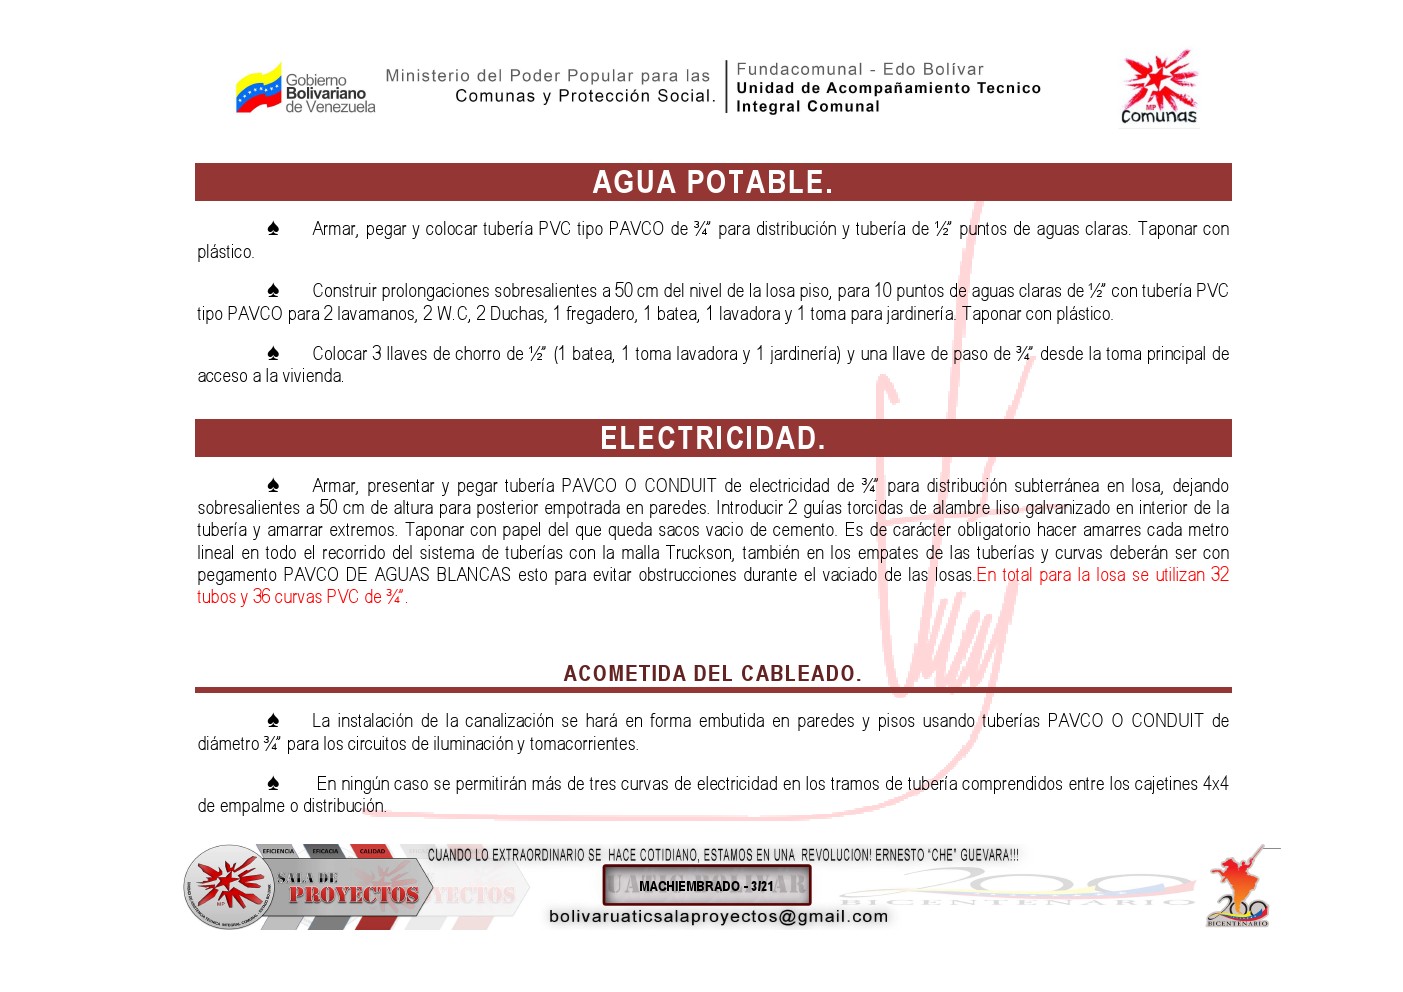 Gobierno
Bolivariano
de Venezuela
Ministerio del Poder Popular para las
Comunas y Protección Social.
Fundacomunal - Edo Bolívar
Unidad de Acompañamiento Tecnico
Integral Comunal
MP
Comunas
AGUA POTABLE.
♠ Armar, pegar y colocar tubería PVC tipo PAVCO de ¾” para distribución y tubería de ½” puntos de aguas claras. Taponar con
plástico.
♠ Construir prolongaciones sobresalientes a 50 cm del nivel de la losa piso, para 10 puntos de aguas claras de ½” con tubería PVC
tipo PAVCO para 2 lavamanos, 2 W.C, 2 Duchas, 1 fregadero, 1 batea, 1 lavadora y 1 toma para jardinería. Taponar con plástico.
♠ Colocar 3 llaves de chorro de ½” (1 batea, 1 toma lavadora y 1 jardinería) y una llave de paso de ¾” desde la toma principal de
acceso a la vivienda.
ELECTRICIDAD.
♠ Armar, presentar y pegar tubería PAVCO O CONDUIT de electricidad de ¾” para distribución subterránea en losa, dejando
sobresalientes a 50 cm de altura para posterior empotrada en paredes. Introducir 2 guías torcidas de alambre liso galvanizado en interior de la
tubería y amarrar extremos. Taponar con papel del que queda sacos vacio de cemento. Es de carácter obligatorio hacer amarres cada metro
lineal en todo el recorrido del sistema de tuberías con la malla Truckson, también en los empates de las tuberías y curvas deberán ser con
pegamento PAVCO DE AGUAS BLANCAS esto para evitar obstrucciones durante el vaciado de las losas.En total para la losa se utilizan 32
tubos y 36 curvas PVC de ¾”.
ACOMETIDA DEL CABLEADO.
♠ La instalación de la canalización se hará en forma embutida en paredes y pisos usando tuberías PAVCO O CONDUIT de
diámetro ¾” para los circuitos de iluminación y tomacorrientes.
♠ En ningún caso se permitirán más de tres curvas de electricidad en los tramos de tubería comprendidos entre los cajetines 4x4
de empalme o distribución.
EFICIENCIA EFICACIA CALIDAD
SALA DE
PROYECTOS
CUANDO LO EXTRAORDINARIO SE HACE COTIDIANO, ESTAMOS EN UNA REVOLUCION! ERNESTO “CHE” GUEVARA!!!
MACHIEMBRADO - 3/21
bolivaruaticsalaproyectos@gmail.com
200
BICENTENARIO
200
BICENTENARIO